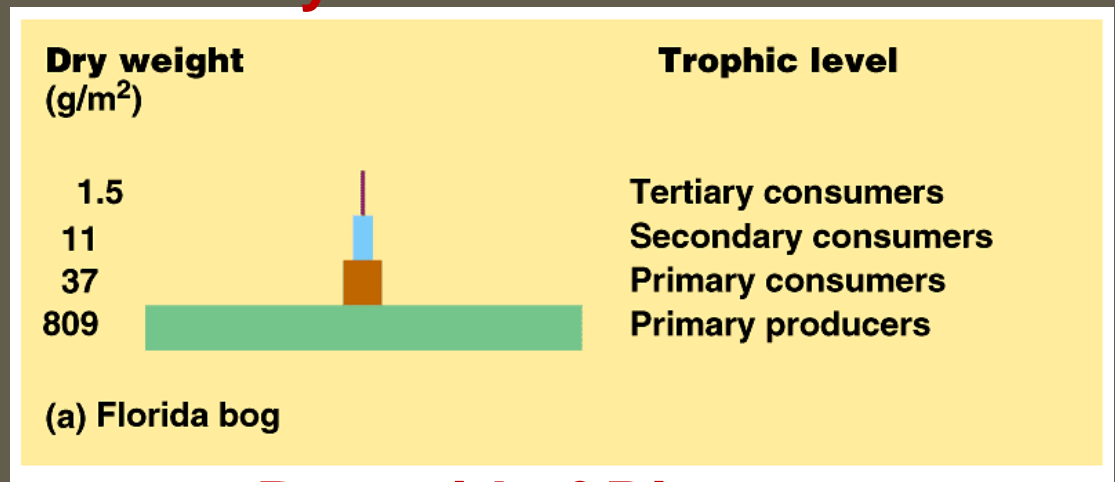 Dry weight
(g/m²)
Trophic level
1.5 Tertiary consumers
11 Secondary consumers
37 Primary consumers
809 Primary producers
(a) Florida bog